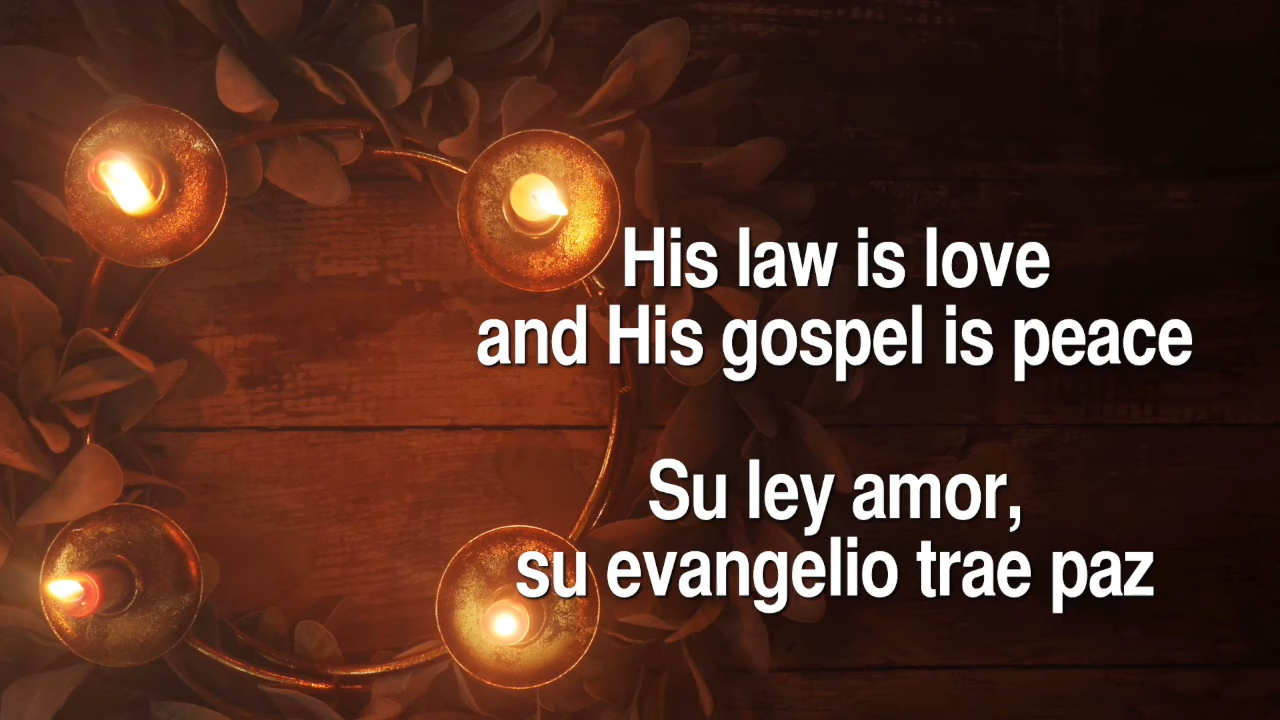 His law is love
and His gospel is peace
Su ley amor,
su evangelio trae paz